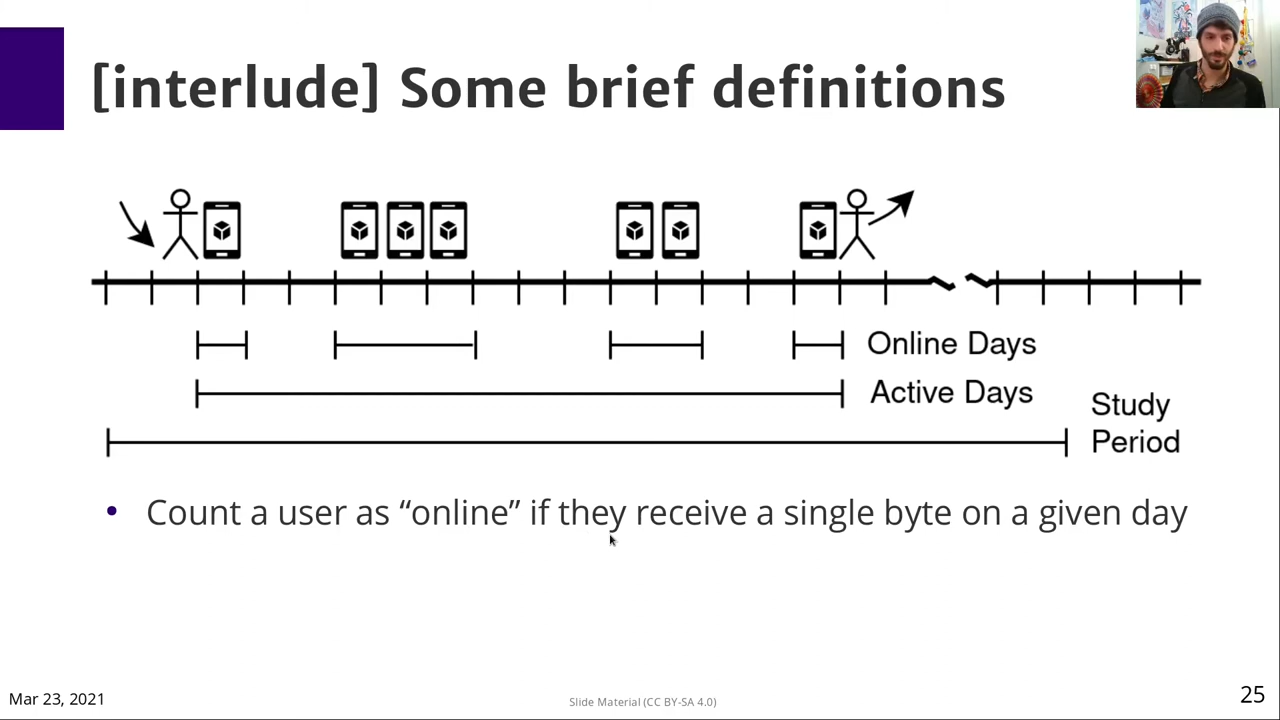 [interlude] Some brief definitions
Online Days
Active Days
Study
Period
• Count a user as “online” if they receive a single byte on a given day
Mar 23, 2021
Slide Material (CC BY-SA 4.0)
25